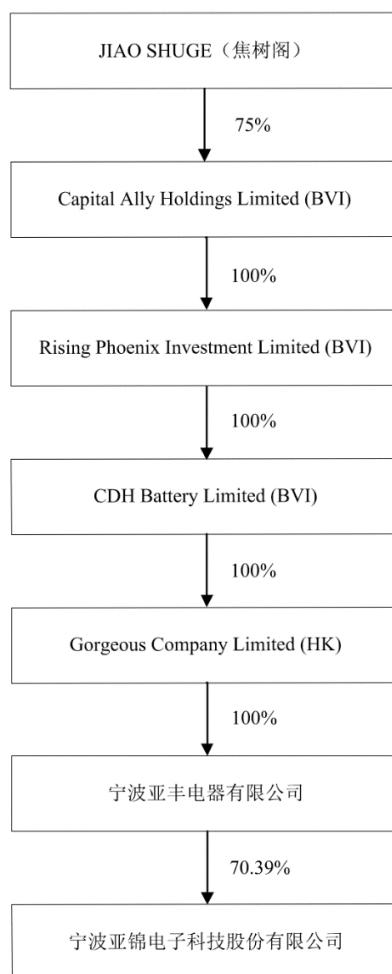 JIAO SHUGE（焦树阁）
75%
Capital Ally Holdings Limited (BVI)
100%
Rising Phoenix Investment Limited (BVI)
100%
CDH Battery Limited (BVI)
100%
Gorgeous Company Limited (HK)
100%
宁波亚丰电器有限公司
70.39%
宁波亚锦电子科技股份有限公司